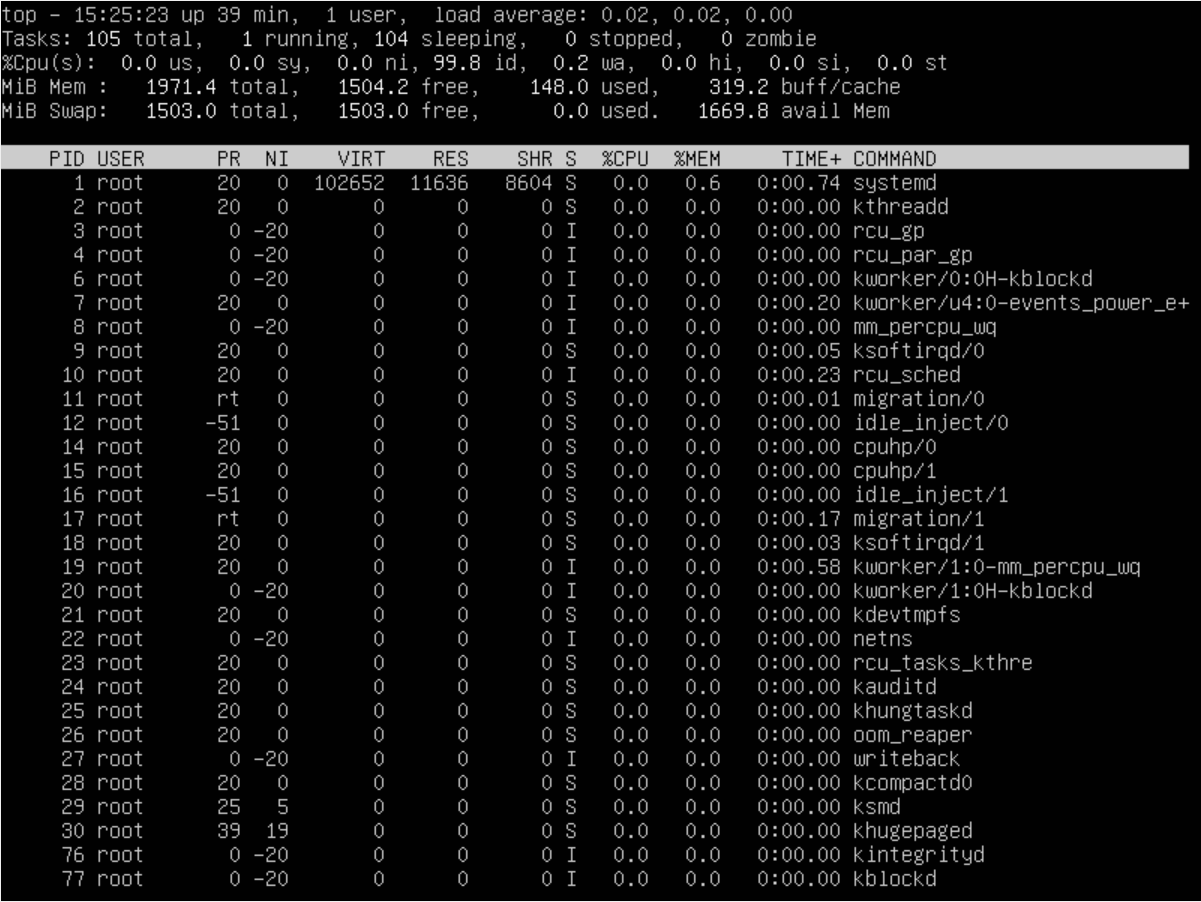 top - 15:25:23 up 39 min,  1 user,  load average: 0.02, 0.02, 0.00
Tasks: 105 total,   1 running, 104 sleeping,   0 stopped,   0 zombie
%Cpu(s):  0.0 us,  0.0 sy,  0.0 ni, 99.8 id,  0.2 wa,  0.0 hi,  0.0 si,  0.0 st
MiB Mem :   1971.4 total,   1504.2 free,    148.0 used,    319.2 buff/cache
MiB Swap:   1503.0 total,   1503.0 free,      0.0 used.   1669.8 avail Mem
PID USER      PR  NI    VIRT    RES    SHR S  %CPU  %MEM     TIME+ COMMAND
1 root      20   0  102652  11636   8604 S   0.0   0.6   0:00.74 systemd
2 root      20   0       0      0      0 S   0.0   0.0   0:00.00 kthreadd
3 root       0 -20       0      0      0 I   0.0   0.0   0:00.00 rcu_gp
4 root       0 -20       0      0      0 I   0.0   0.0   0:00.00 rcu_par_gp
6 root       0 -20       0      0      0 I   0.0   0.0   0:00.00 kworker/0:0H-kblockd
7 root      20   0       0      0      0 I   0.0   0.0   0:00.20 kworker/u4:0-events_power_e+
8 root       0 -20       0      0      0 I   0.0   0.0   0:00.00 mm_percpu_wq
9 root      20   0       0      0      0 S   0.0   0.0   0:00.05 ksoftirqd/0
10 root      20   0       0      0      0 I   0.0   0.0   0:00.23 rcu_sched
11 root      rt   0       0      0      0 S   0.0   0.0   0:00.01 migration/0
12 root     -51   0       0      0      0 S   0.0   0.0   0:00.00 idle_inject/0
14 root      20   0       0      0      0 S   0.0   0.0   0:00.00 cpuhp/0
15 root      20   0       0      0      0 S   0.0   0.0   0:00.00 cpuhp/1
16 root     -51   0       0      0      0 S   0.0   0.0   0:00.00 idle_inject/1
17 root      rt   0       0      0      0 S   0.0   0.0   0:00.17 migration/1
18 root      20   0       0      0      0 S   0.0   0.0   0:00.03 ksoftirqd/1
19 root      20   0       0      0      0 I   0.0   0.0   0:00.58 kworker/1:0-mm_percpu_wq
20 root       0 -20       0      0      0 I   0.0   0.0   0:00.00 kworker/1:0H-kblockd
21 root      20   0       0      0      0 S   0.0   0.0   0:00.00 kdevtmpfs
22 root       0 -20       0      0      0 I   0.0   0.0   0:00.00 netns
23 root      20   0       0      0      0 S   0.0   0.0   0:00.00 rcu_tasks_kthre
24 root      20   0       0      0      0 S   0.0   0.0   0:00.00 kauditd
25 root      20   0       0      0      0 S   0.0   0.0   0:00.00 khungtaskd
26 root      20   0       0      0      0 S   0.0   0.0   0:00.00 oom_reaper
27 root       0 -20       0      0      0 I   0.0   0.0   0:00.00 writeback
28 root      20   0       0      0      0 S   0.0   0.0   0:00.00 kcompactd0
29 root      25   5       0      0      0 S   0.0   0.0   0:00.00 ksmd
30 root      39  19       0      0      0 S   0.0   0.0   0:00.00 khugepaged
76 root       0 -20       0      0      0 I   0.0   0.0   0:00.00 kintegrityd
77 root       0 -20       0      0      0 I   0.0   0.0   0:00.00 kblockd